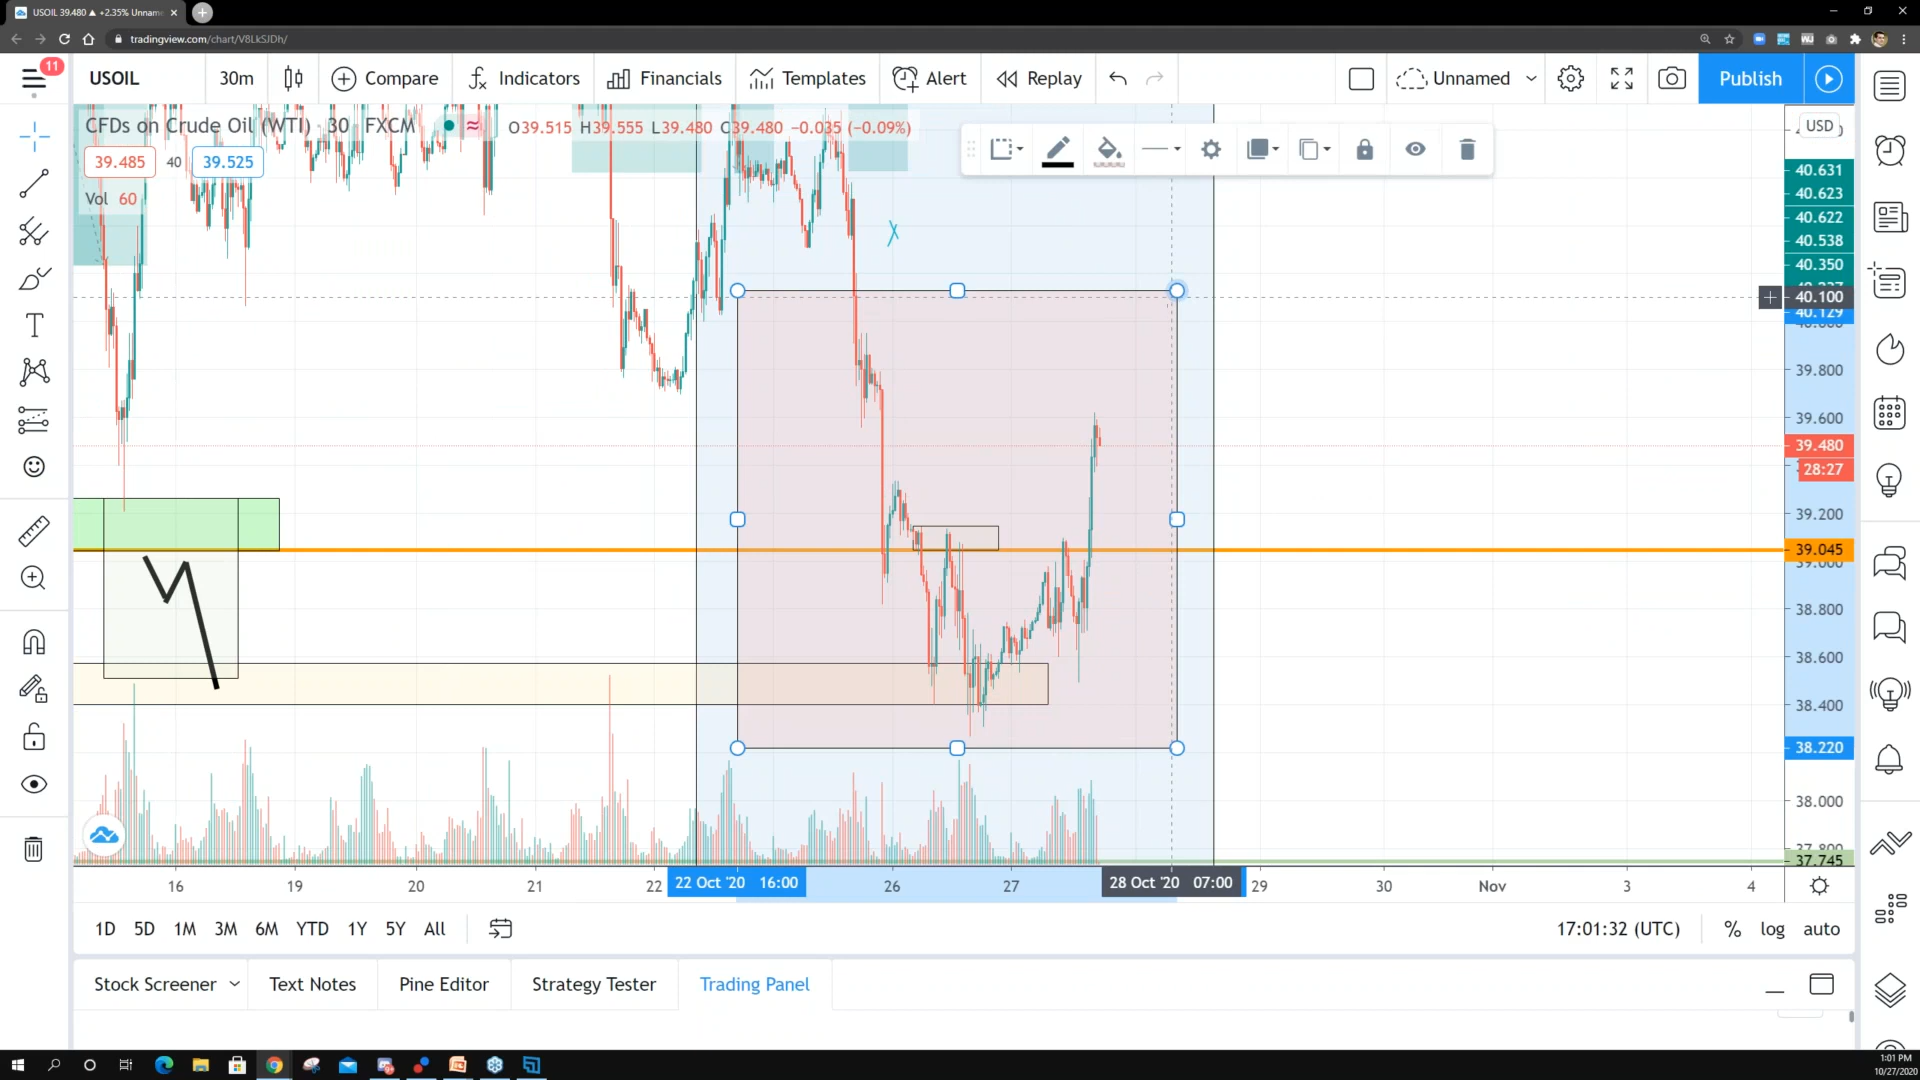 USOIL 39.480 ▲ +2.35% Unnam
tradingview.com/chart/V8LkSJDh/
11
USOIL
30m
Compare
Indicators
Financials
Templates
Alert
Replay
Unnamed
Publish
CFDs on Crude Oil (WTI) · 30 · FXCM
O39.515 H39.555 L39.480 C39.480 −0.035 (−0.09%)
39.485 40 39.525
Vol 60
USD
40.631
40.623
40.622
40.538
40.350
40.100
40.129
39.800
39.600
39.480
28:27
39.200
39.045
39.000
38.800
38.600
38.400
38.220
38.000
37.800
37.745
16 19 20 21 22 22 Oct '20 16:00 26 27 28 Oct '20 07:00 29 30 Nov 3 4
1D 5D 1M 3M 6M YTD 1Y 5Y All
17:01:32 (UTC) % log auto
Stock Screener Text Notes Pine Editor Strategy Tester Trading Panel
1:01 PM
10/27/2020